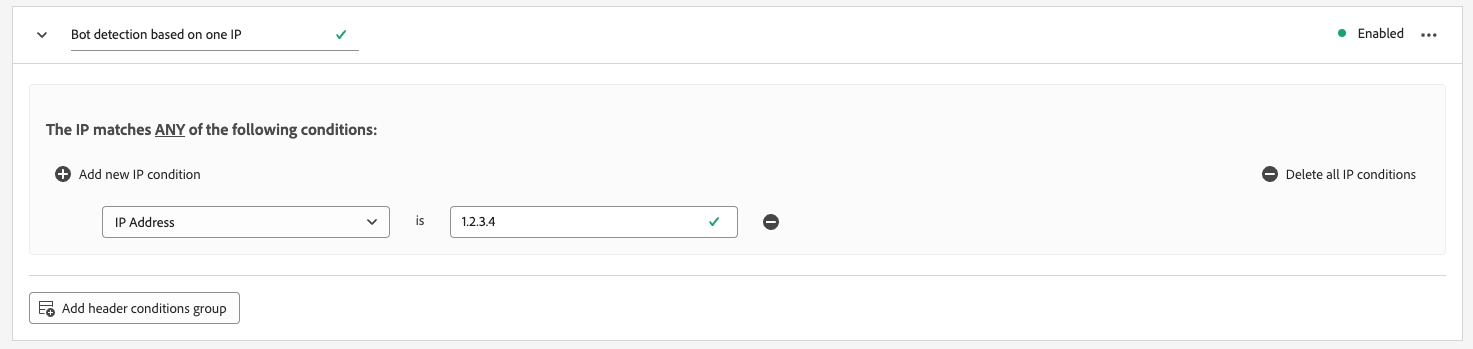 Bot detection based on one IP
Enabled
The IP matches ANY of the following conditions:
Add new IP condition
Delete all IP conditions
IP Address is 1.2.3.4
Add header conditions group